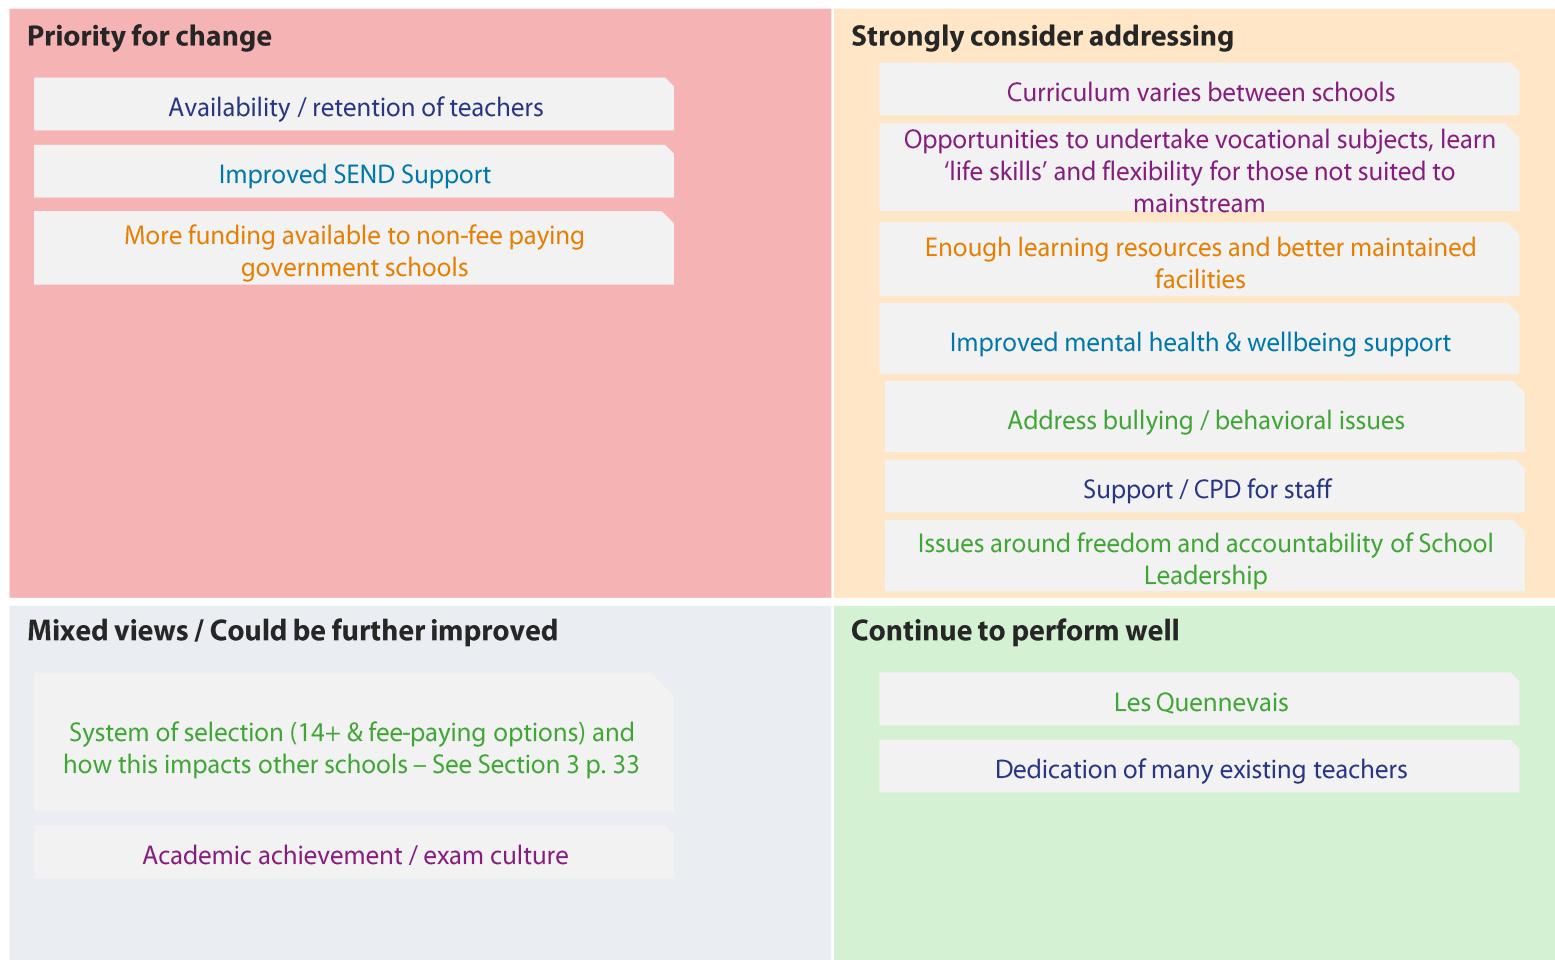 Priority for change
Availability / retention of teachers
Improved SEND Support
More funding available to non-fee paying
government schools
Strongly consider addressing
Curriculum varies between schools
Opportunities to undertake vocational subjects, learn
‘life skills’ and flexibility for those not suited to
mainstream
Enough learning resources and better maintained
facilities
Improved mental health & wellbeing support
Address bullying / behavioral issues
Support / CPD for staff
Issues around freedom and accountability of School
Leadership
Mixed views / Could be further improved
System of selection (14+ & fee-paying options) and
how this impacts other schools – See Section 3 p. 33
Academic achievement / exam culture
Continue to perform well
Les Quennevais
Dedication of many existing teachers